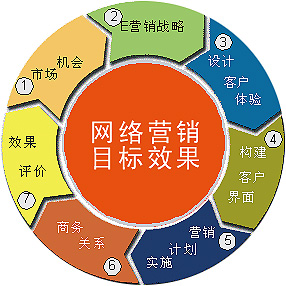 网络营销
目标效果
①
市场
机会
②
E营销战略
③
设计
客户
体验
④
构建
客户
界面
⑤
营销
计划
实施
⑥
商务
关系
⑦
效果
评价